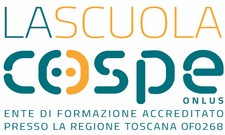 LASCUOLA
cospe
ONLUS
ENTE DI FORMAZIONE ACCREDITATO
PRESSO LA REGIONE TOSCANA OF0268